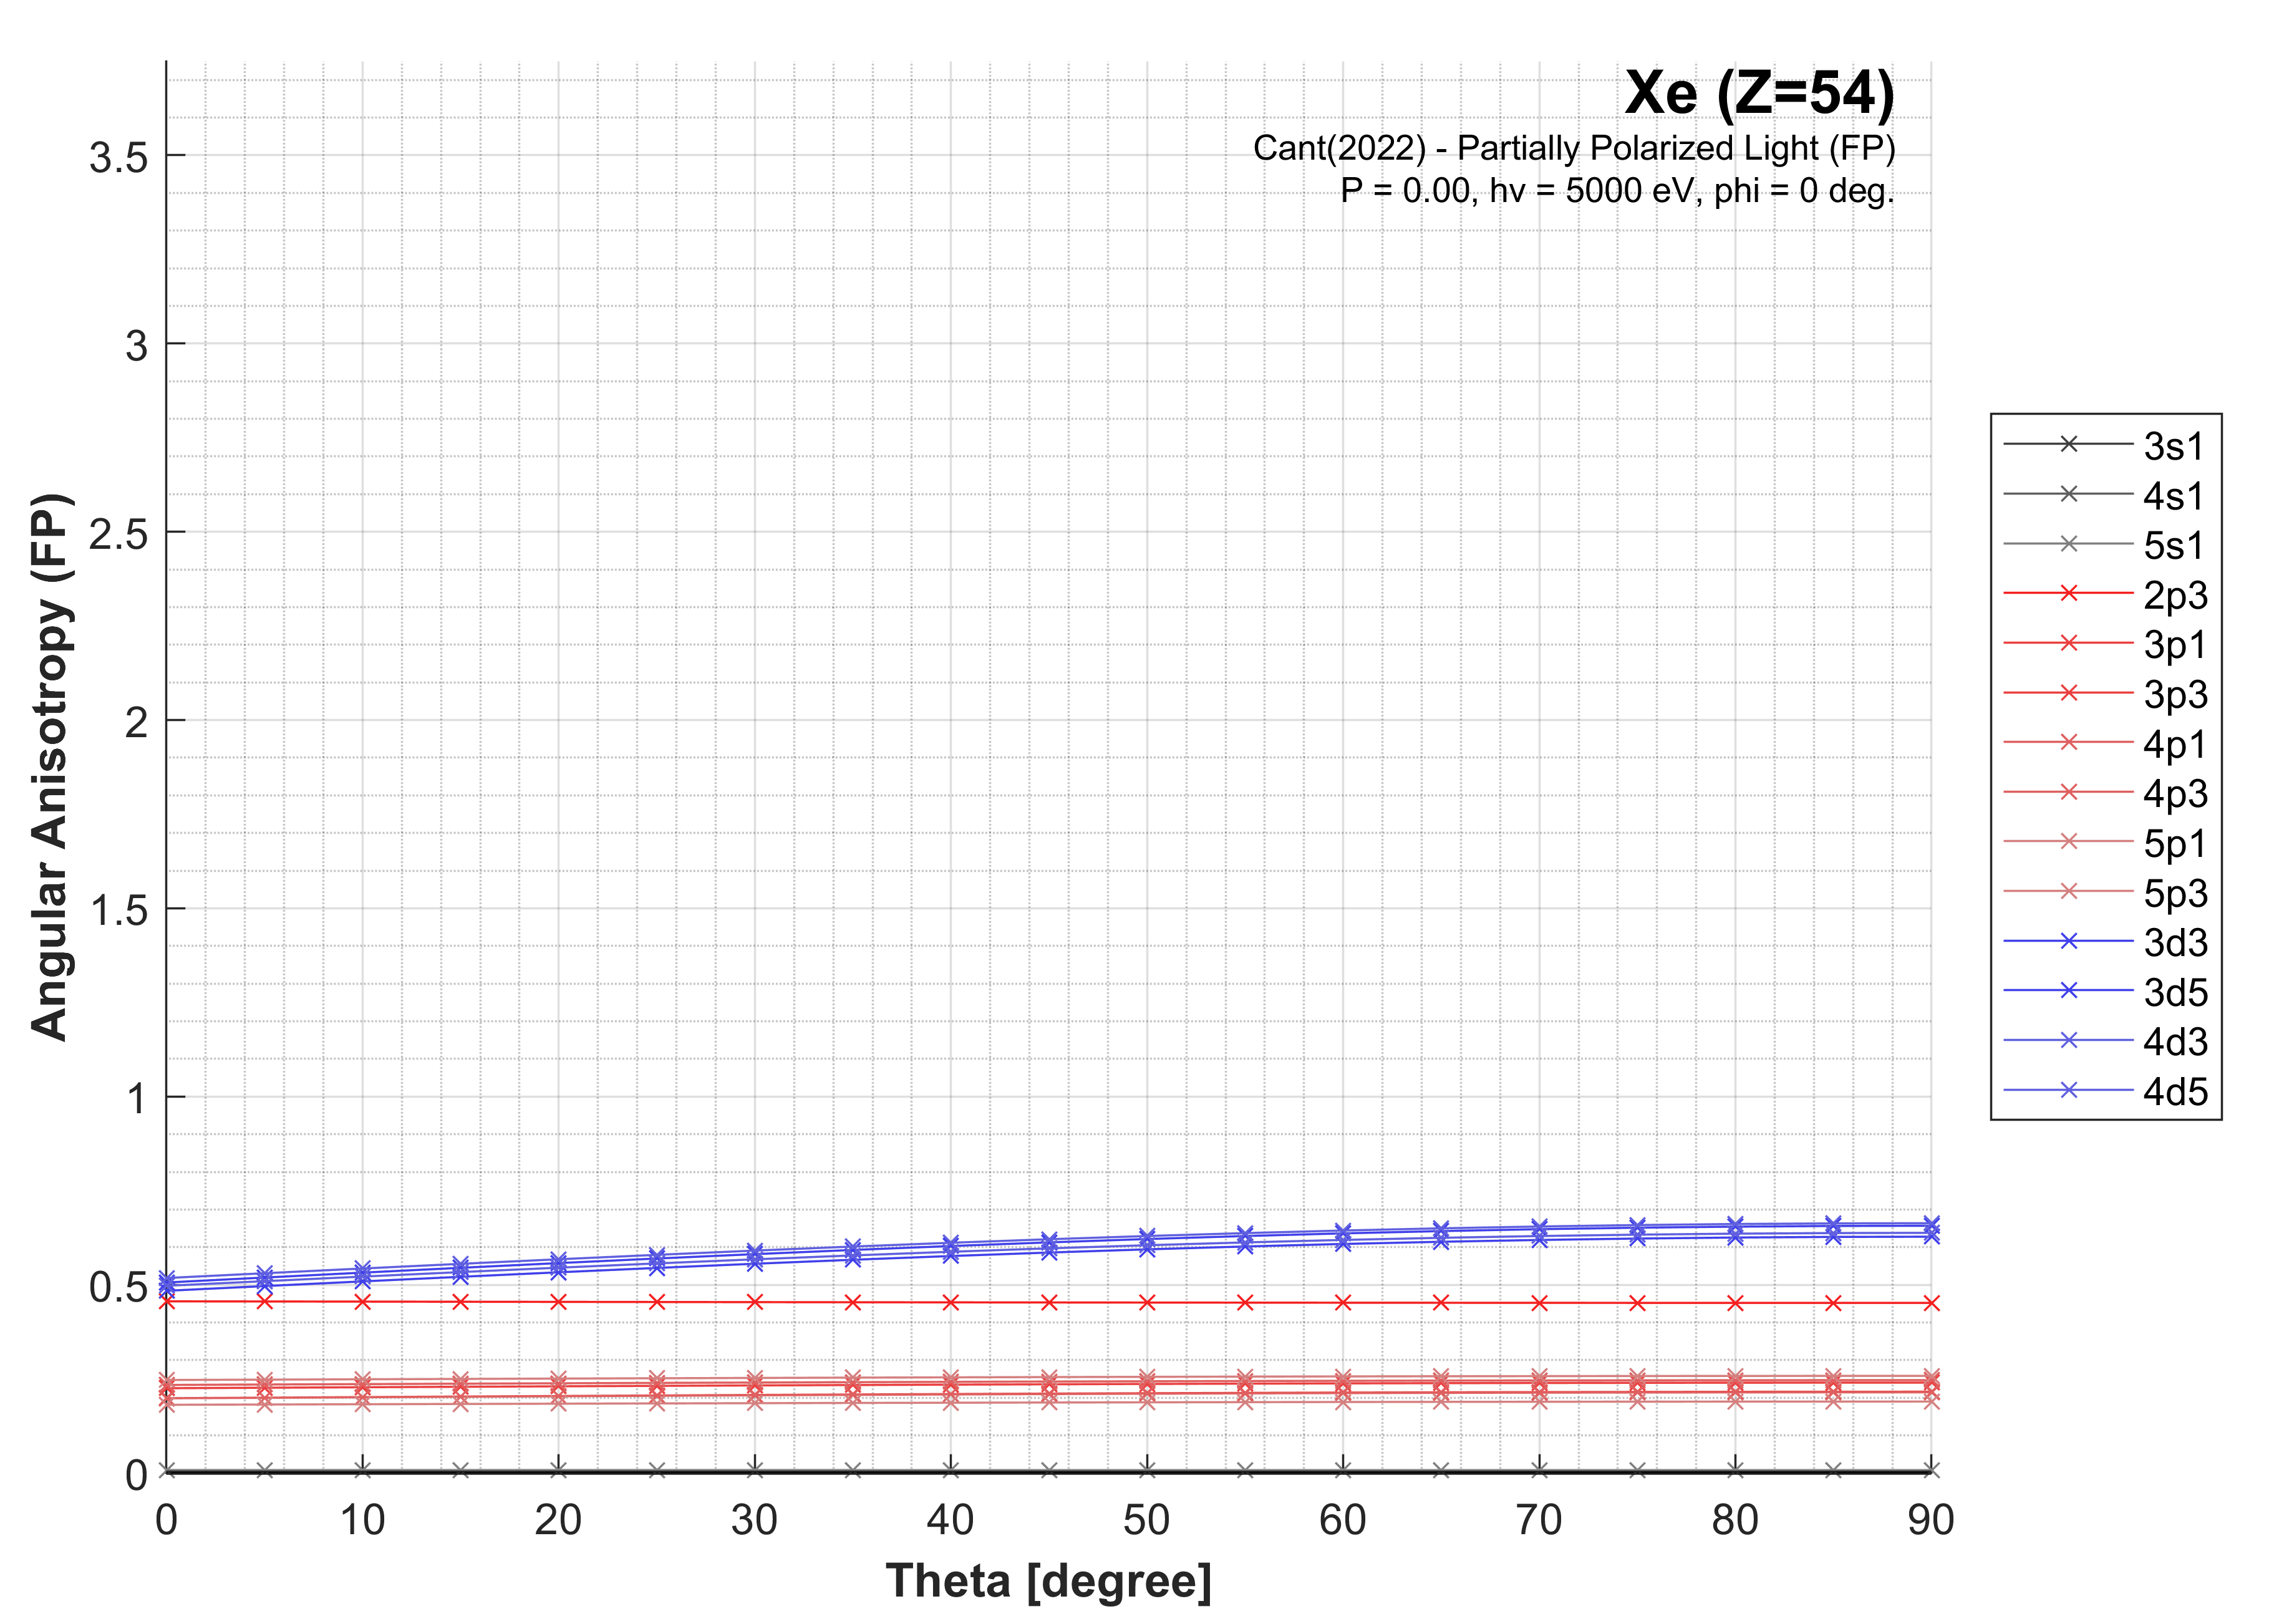 Xe (Z=54)
Cant(2022) - Partially Polarized Light (FP)
P = 0.00, hv = 5000 eV, phi = 0 deg.
Angular Anisotropy (FP)
3.5
3
2.5
2
1.5
1
0.5
0
0 10 20 30 40 50 60 70 80 90
Theta [degree]
3s1
4s1
5s1
2p3
3p1
3p3
4p1
4p3
5p1
5p3
3d3
3d5
4d3
4d5